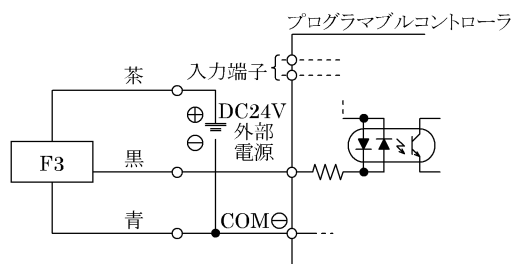 プログラマブルコントローラ
入力端子
茶
⊕
⊖
DC24V
外部
電源
F3
黒
青
COM⊖